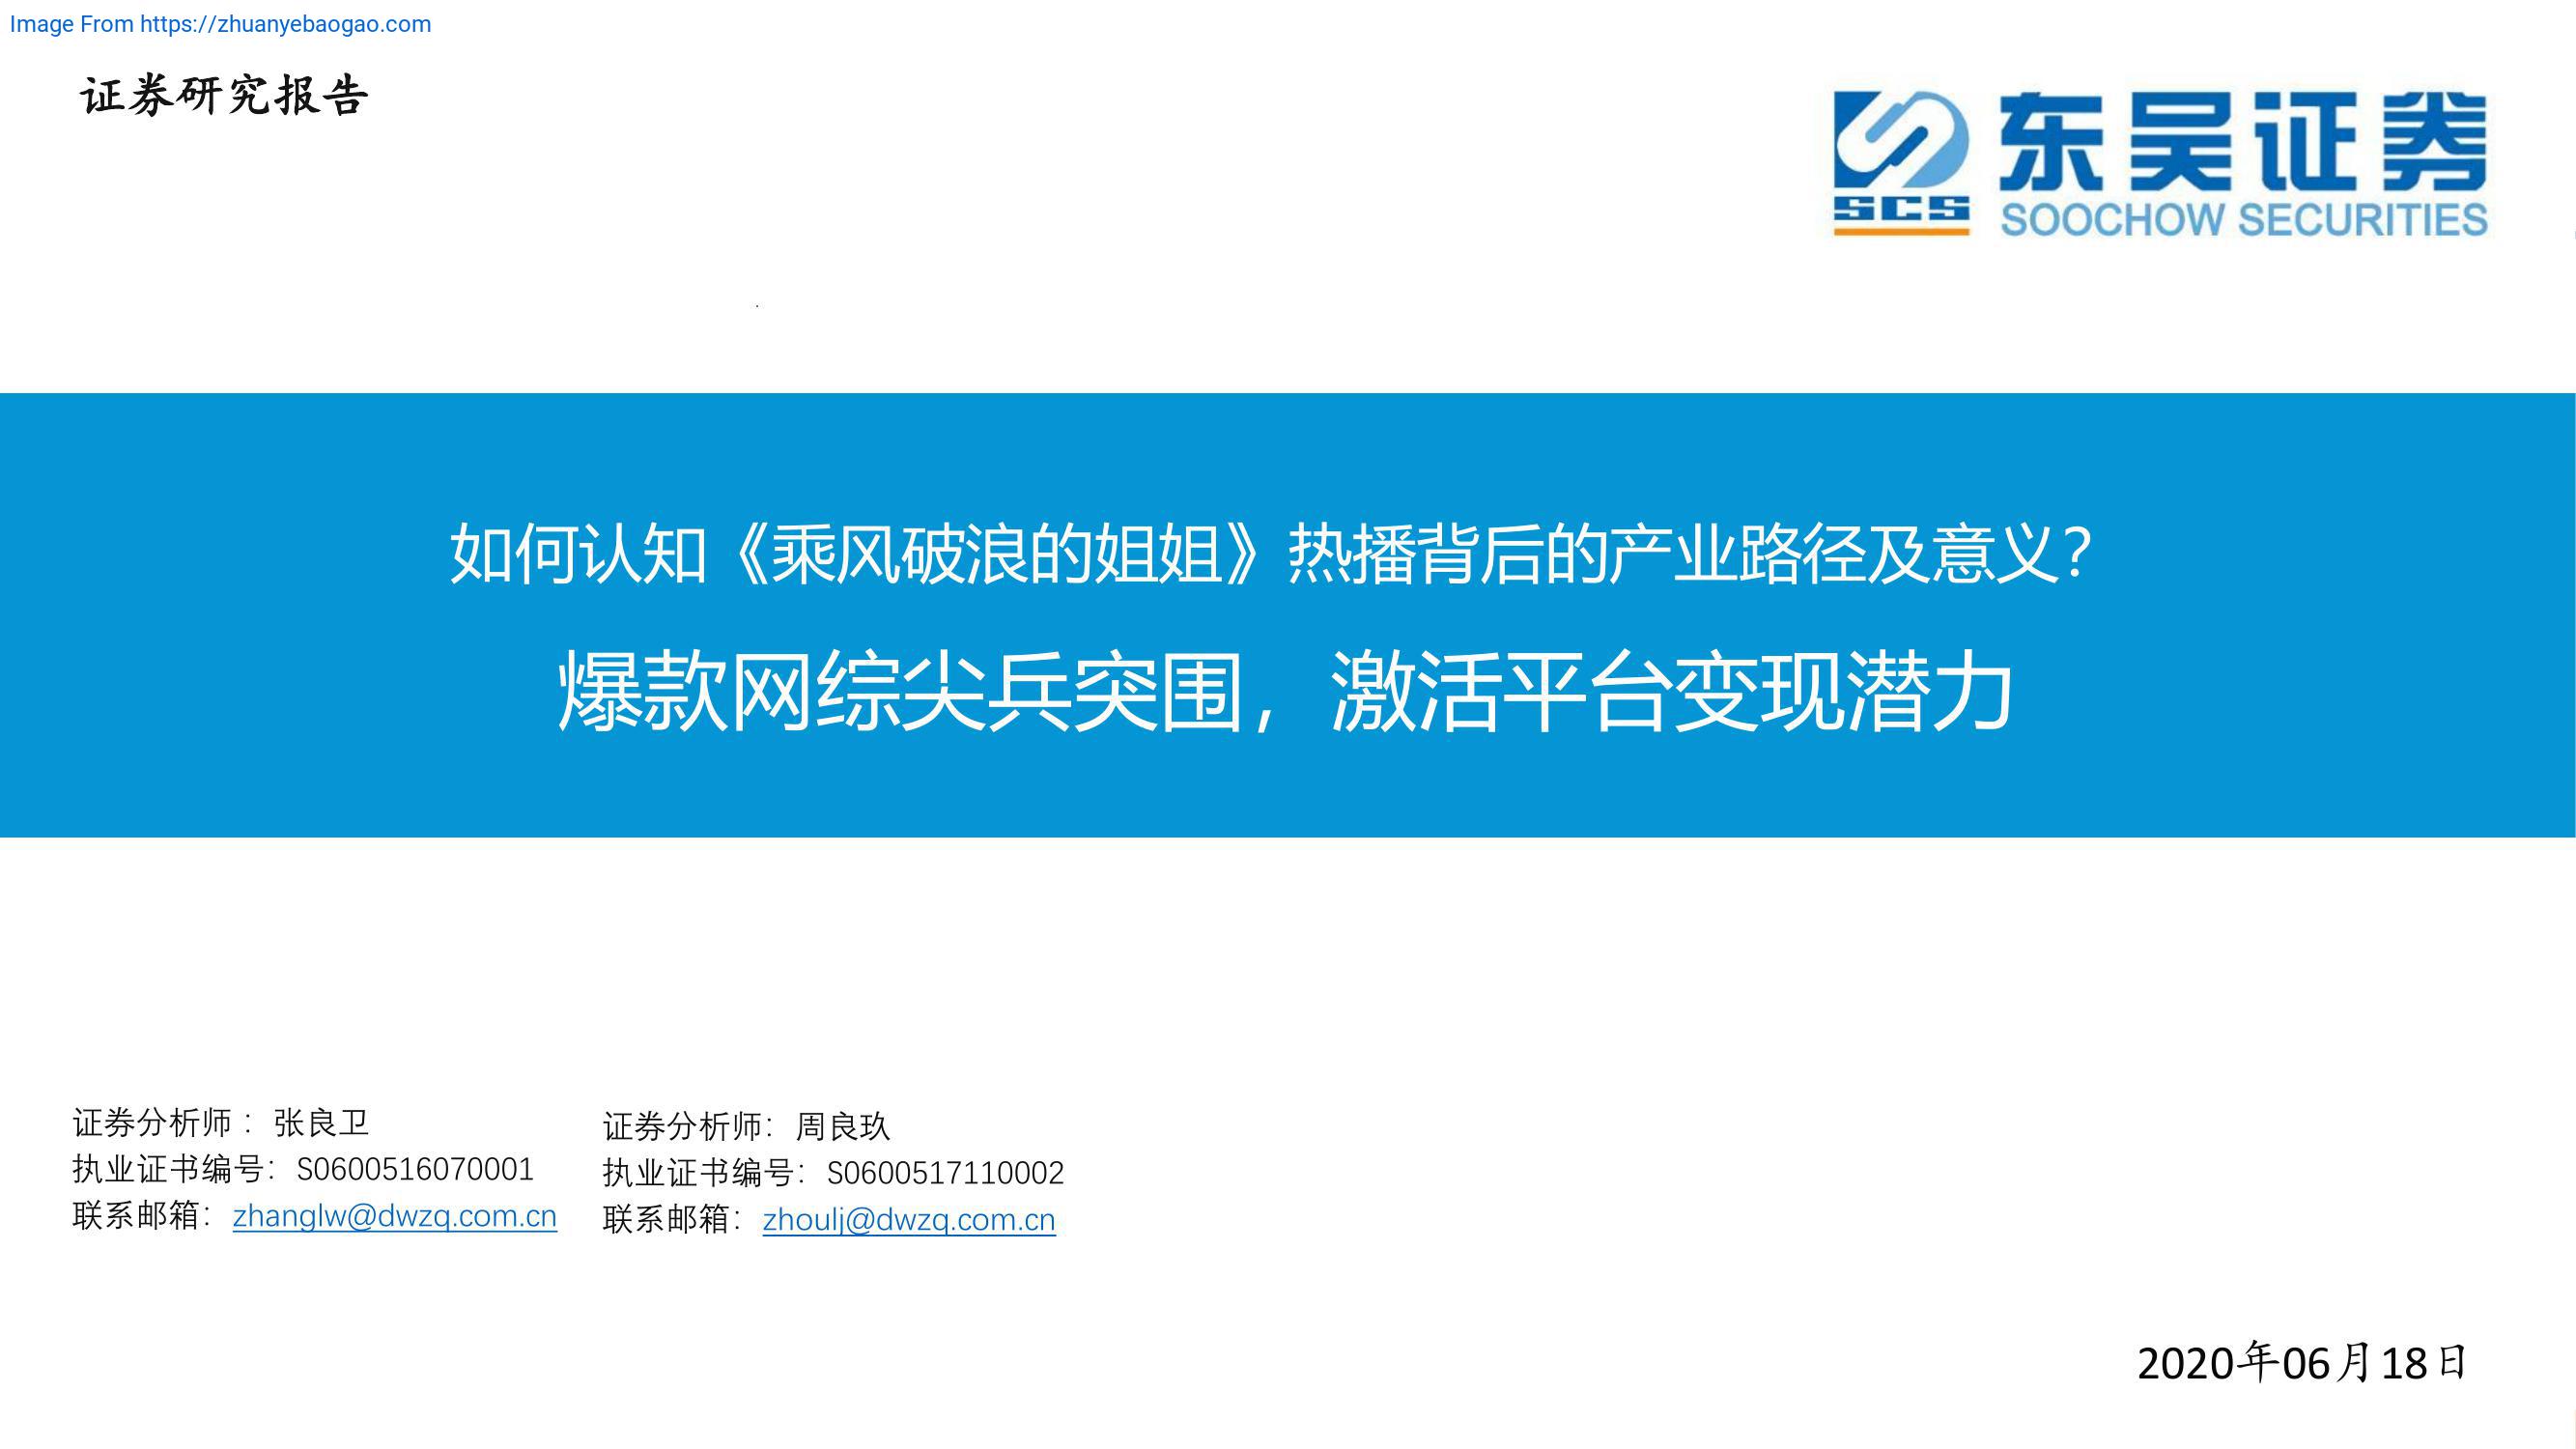 Image From https://zhuanyebaogao.com
证券研究报告
东吴证券
SCS
SOOCHOW SECURITIES
如何认知《乘风破浪的姐姐》热播背后的产业路径及意义？
爆款网综尖兵突围，激活平台变现潜力
证券分析师：张良卫
执业证书编号：S0600516070001
联系邮箱：zhanglw@dwzq.com.cn
证券分析师：周良玖
执业证书编号：S0600517110002
联系邮箱：zhoulj@dwzq.com.cn
2020年06月18日